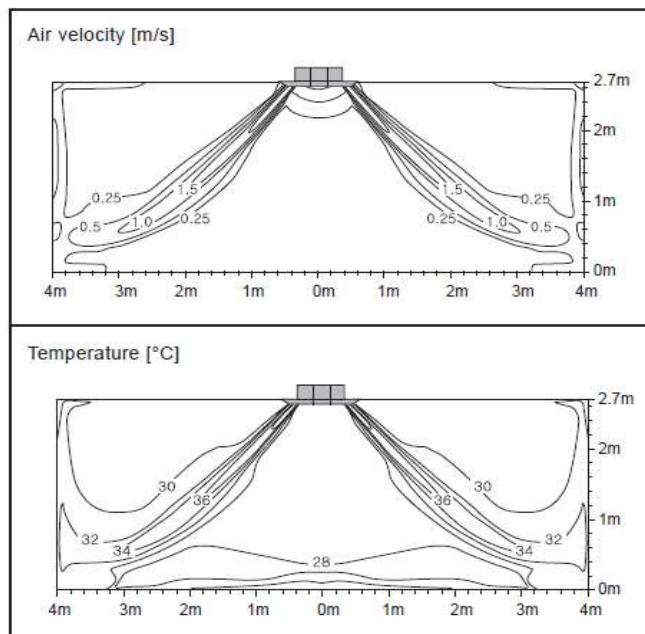 Air velocity [m/s]
2.7m
2m
0.25 1.5 1.5 0.25
1m
0.5 1.0 0.25 0.25 1.0 0.5
0m
4m 3m 2m 1m 0m 1m 2m 3m 4m
Temperature [°C]
2.7m
2m
30 36 36 30
1m
32 34 34 32
28
0m
4m 3m 2m 1m 0m 1m 2m 3m 4m